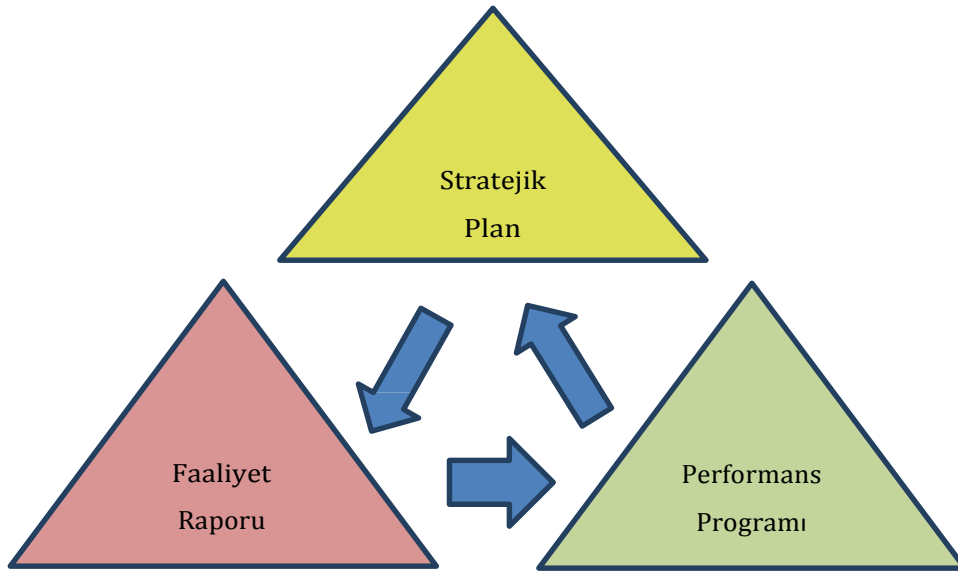 Stratejik
Plan
Faaliyet
Raporu
Performans
Programı